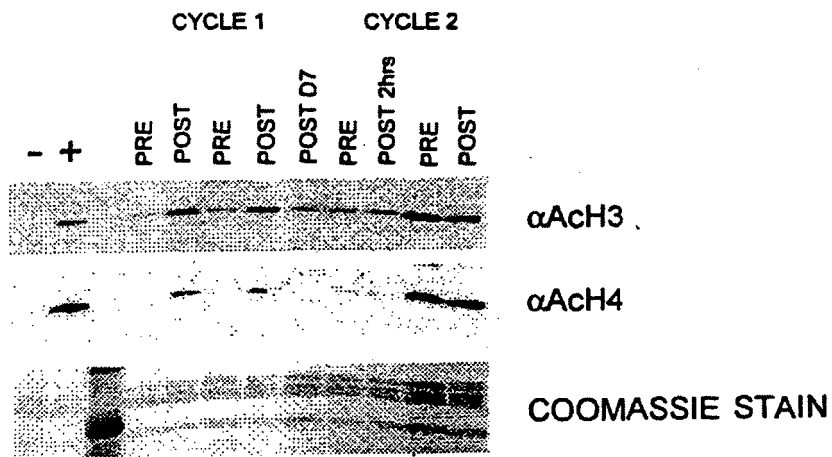 CYCLE 1 CYCLE 2
- + PRE POST PRE POST POST D7 PRE POST 2hrs PRE POST
αAcH3
αAcH4
COOMASSIE STAIN